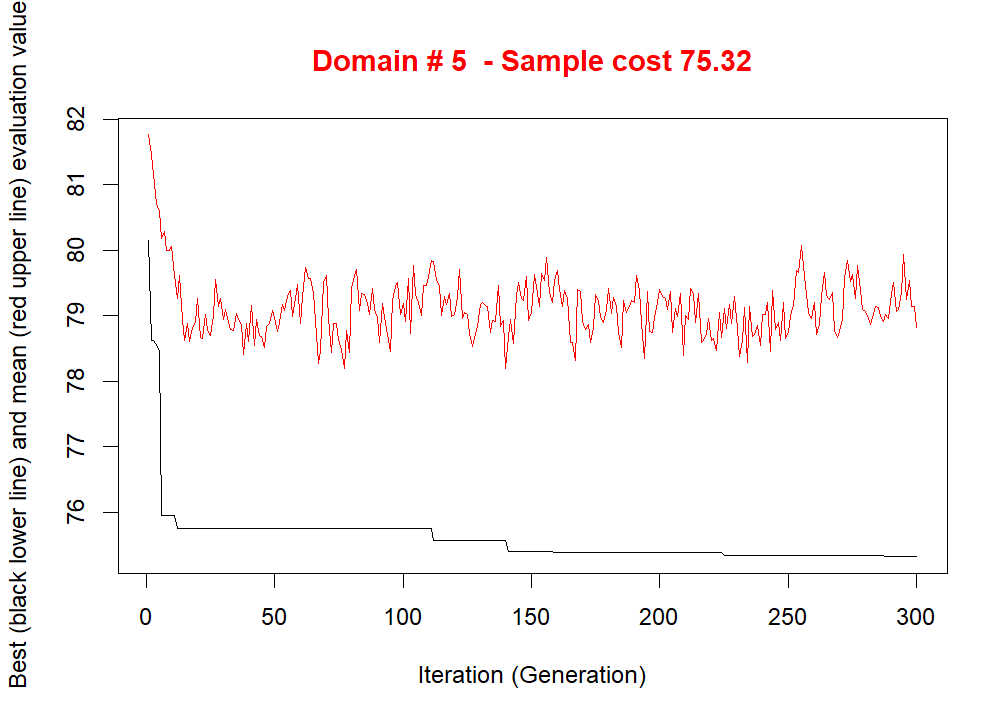 Domain # 5  - Sample cost 75.32
Best (black lower line) and mean (red upper line) evaluation value
82
81
80
79
78
77
76
0 50 100 150 200 250 300
Iteration (Generation)